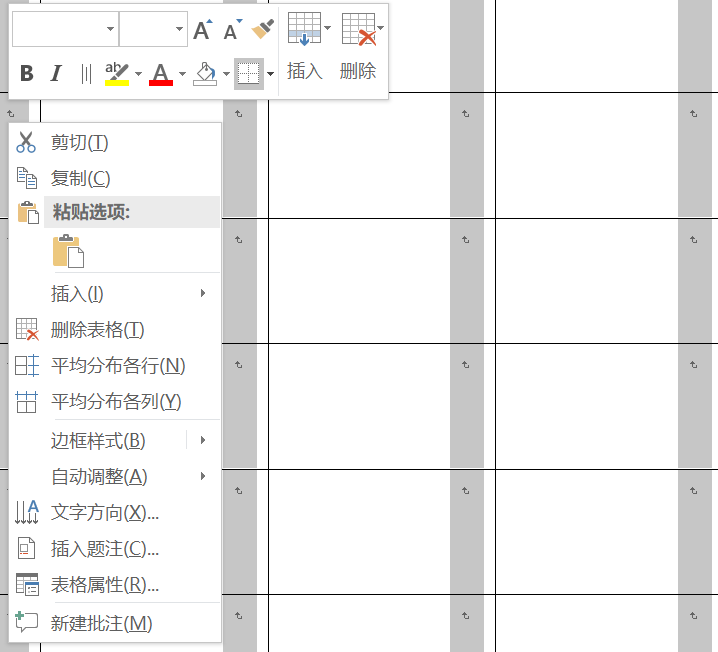 A A
B I ab A 插入 删除
剪切(T)
复制(C)
粘贴选项:
插入(I)
删除表格(T)
平均分布各行(N)
平均分布各列(Y)
边框样式(B)
自动调整(A)
文字方向(X)...
插入题注(C)...
表格属性(R)...
新建批注(M)